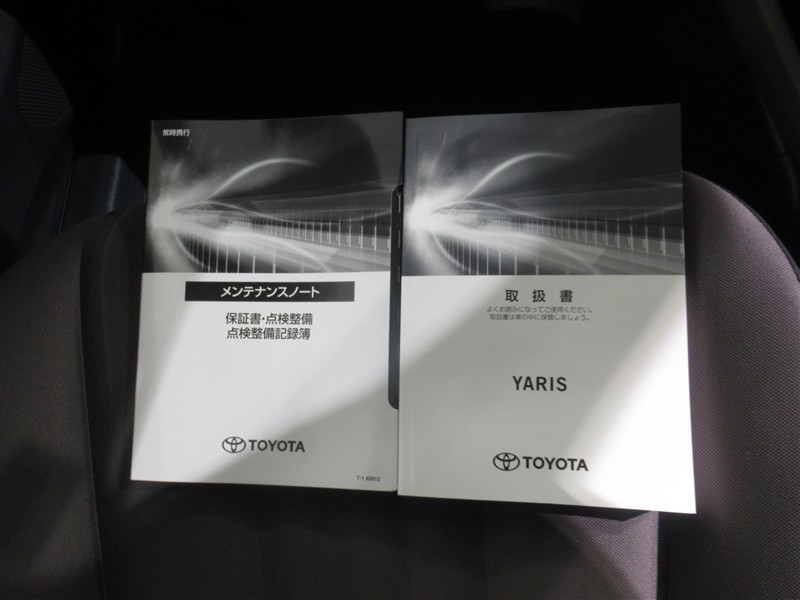 常時携行
メンテナンスノート
保証書・点検整備
点検整備記録簿
TOYOTA
取扱書
よくお読みになってご使用ください。
取扱書は車の中に保管しましょう。
YARIS
TOYOTA